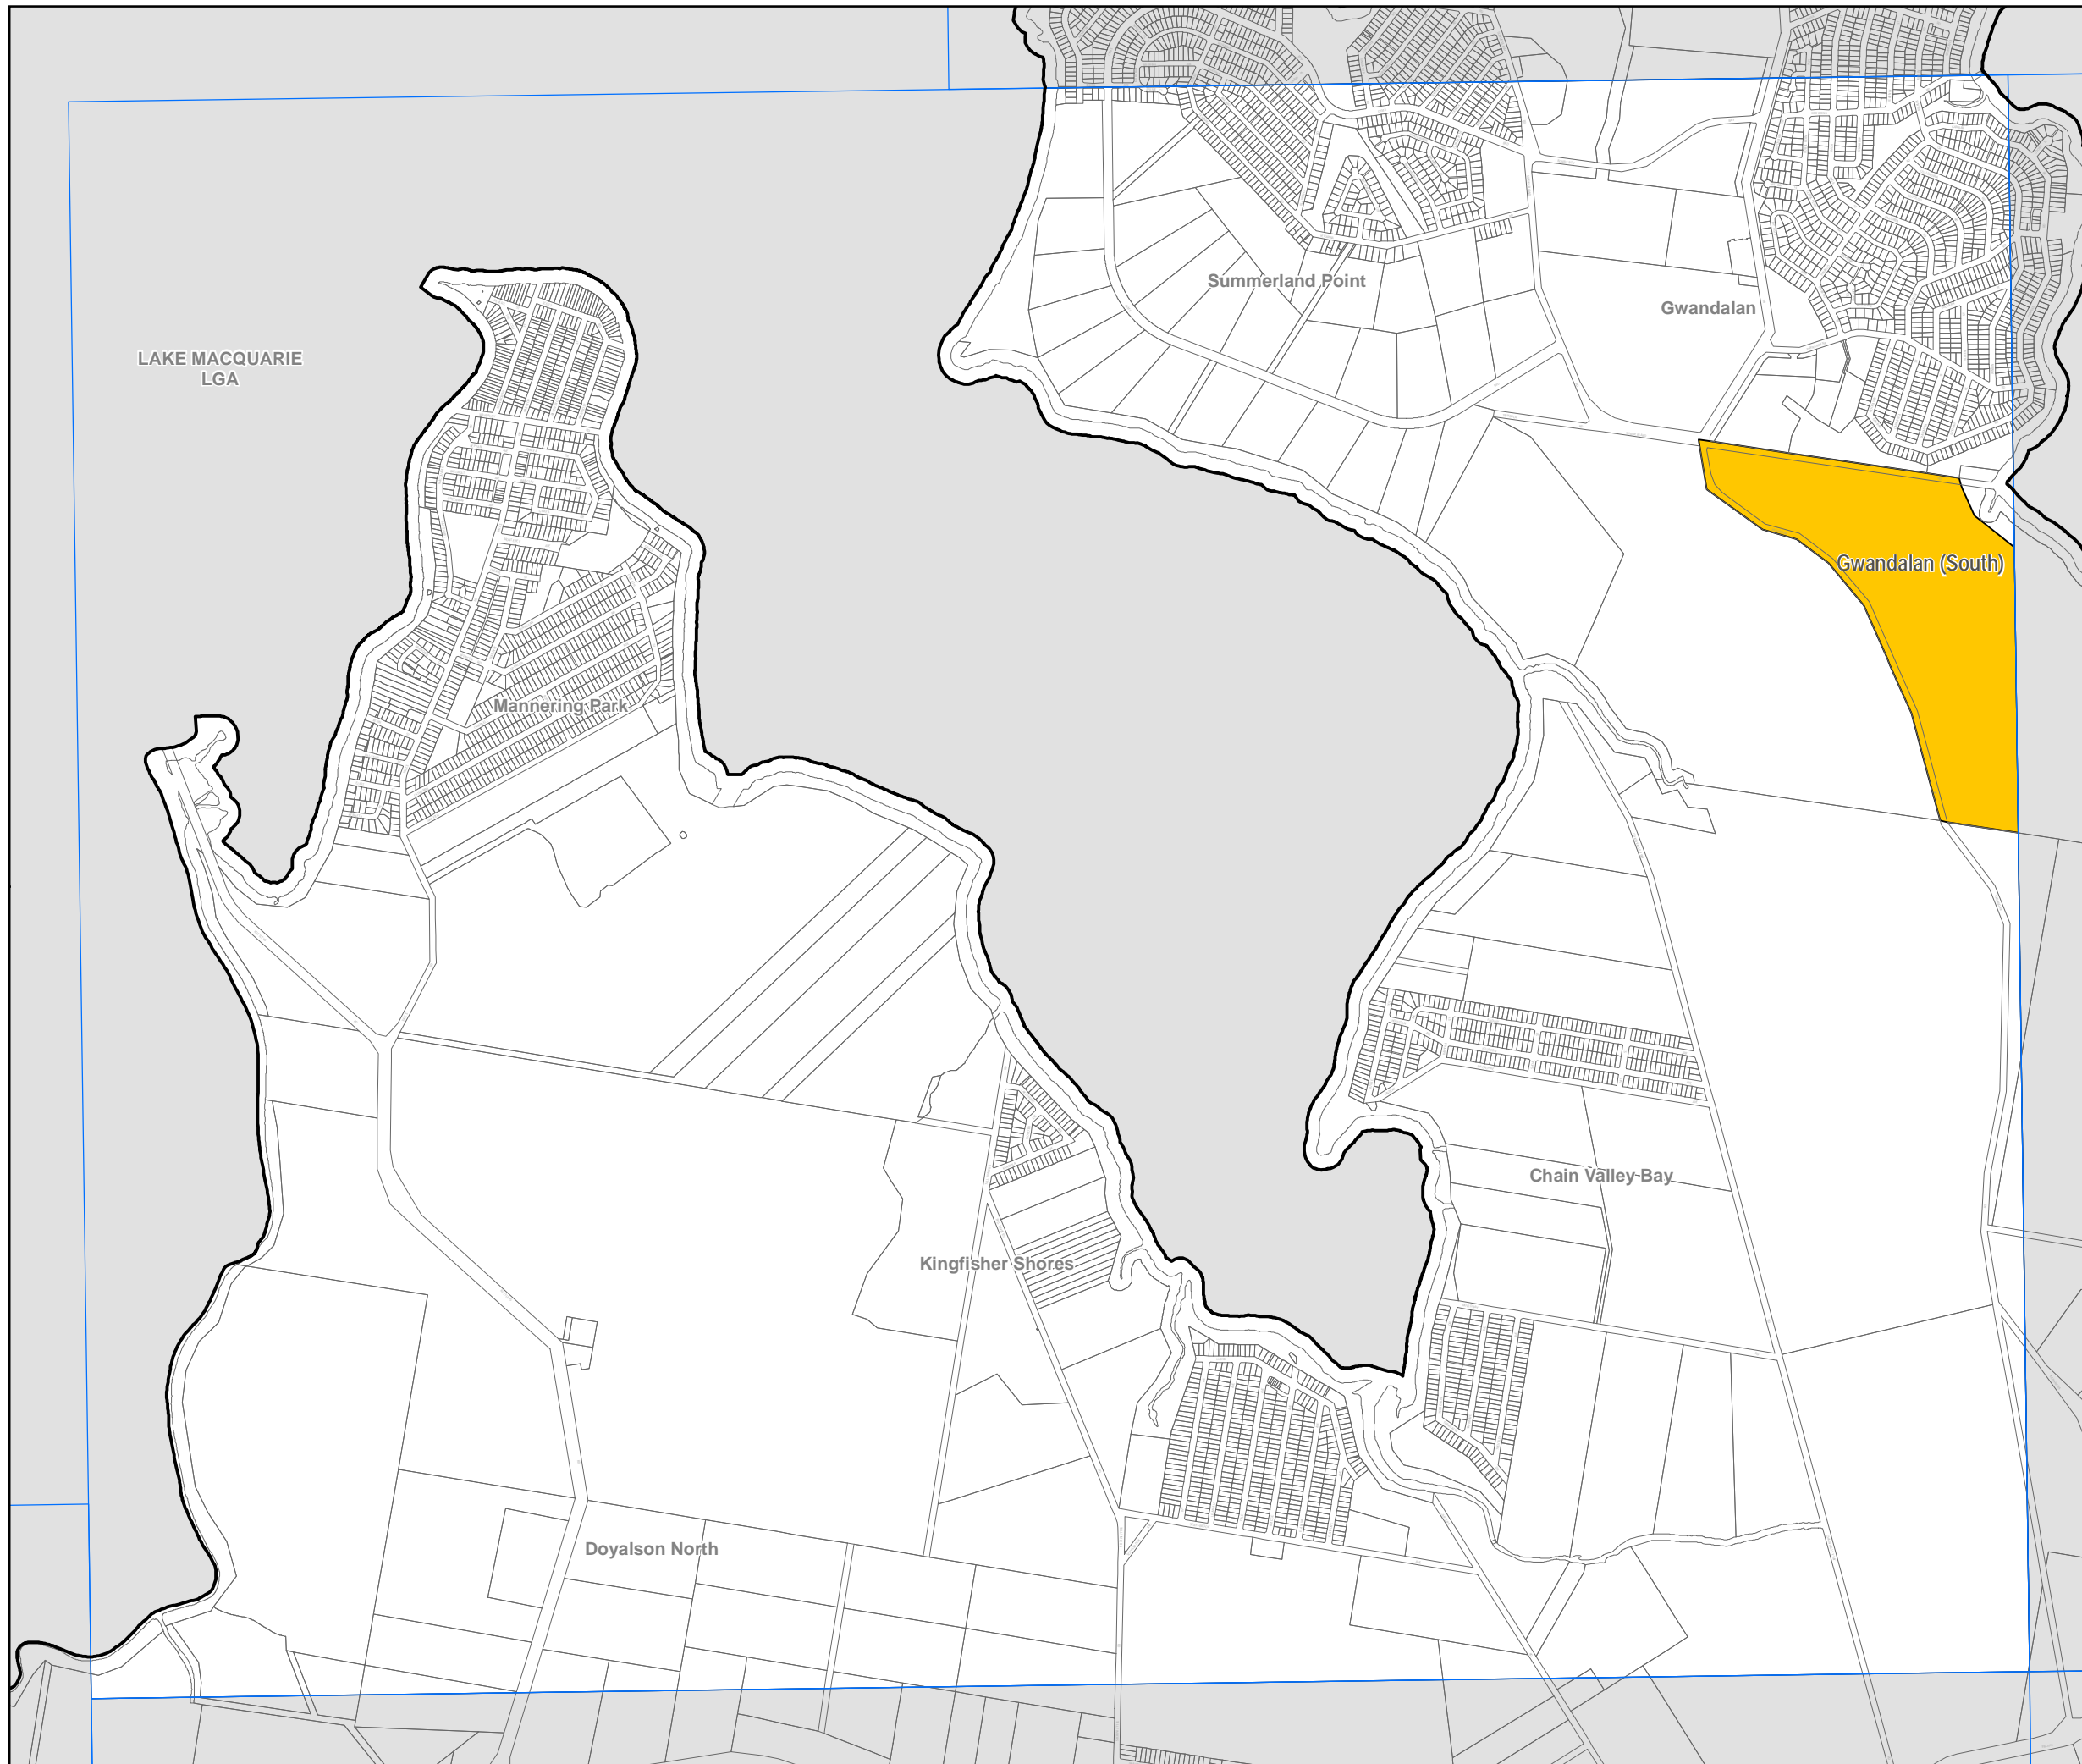 Summerland Point
Gwandalan
LAKE MACQUARIE
LGA
Gwandalan (South)
Mannering Park
Chain Valley Bay
Kingfisher Shores
Doyalson North